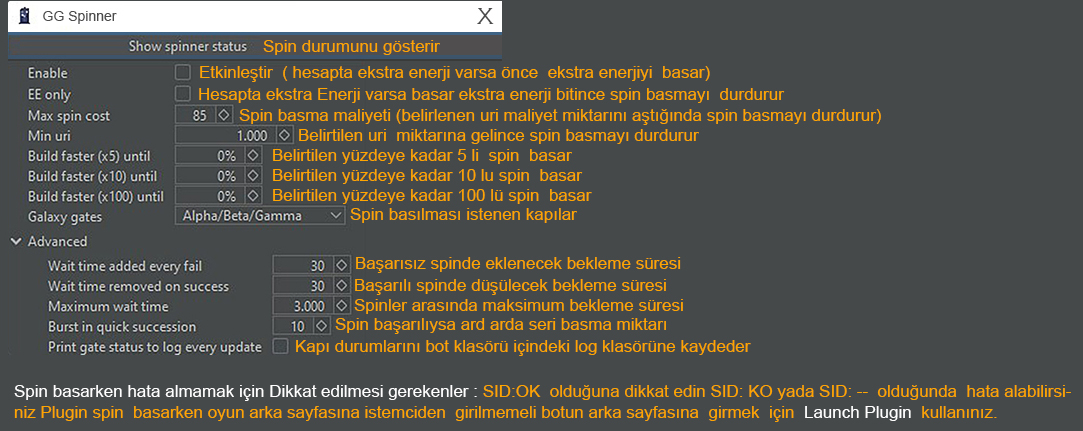 GG Spinner X
Show spinner status Spin durumunu gösterir
Enable Etkinleştir ( hesapta ekstra enerji varsa önce ekstra enerjiyi basar)
EE only Hesapta ekstra Enerji varsa basar ekstra enerji bitince spin basmayı durdurur
Max spin cost 85 Spin basma maliyeti (belirlenen uri maliyet miktarını aştığında spin basmayı durdurur)
Min uri 1.000 Belirtilen uri miktarına gelince spin basmayı durdurur
Build faster (x5) until 0% Belirtilen yüzdeye kadar 5 li spin basar
Build faster (x10) until 0% Belirtilen yüzdeye kadar 10 lu spin basar
Build faster (x100) until 0% Belirtilen yüzdeye kadar 100 lü spin basar
Galaxy gates Alpha/Beta/Gamma Spin basılması istenen kapılar
Advanced
Wait time added every fail 30 Başarısız spinde eklenecek bekleme süresi
Wait time removed on success 30 Başarılı spinde düşülecek bekleme süresi
Maximum wait time 3.000 Spinler arasında maksimum bekleme süresi
Burst in quick succession 10 Spin başarılıysa ard arda seri basma miktarı
Print gate status to log every update Kapı durumlarını bot klasörü içindeki log klasörüne kaydeder
Spin basarken hata almamak için Dikkat edilmesi gerekenler : SID:OK olduğuna dikkat edin SID: KO yada SID: -- olduğunda hata alabilirsi-
niz Plugin spin basarken oyun arka sayfasına istemciden girilmemeli botun arka sayfasına girmek için Launch Plugin kullanınız.